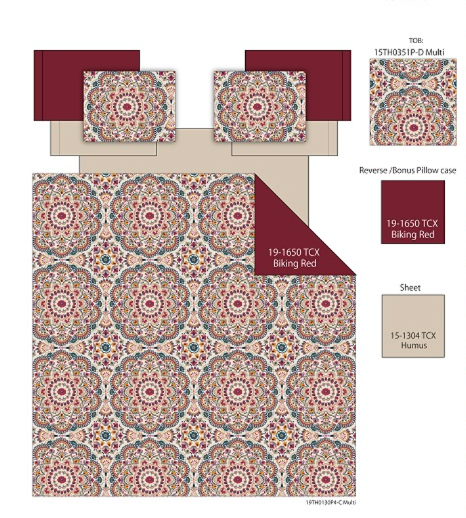 TOB:
15TH0351P-D Multi
Reverse /Bonus Pillow case
19-1650 TCX
Biking Red
19-1650 TCX
Biking Red
Sheet
15-1304 TCX
Humus
19TH0130P4-C Multi